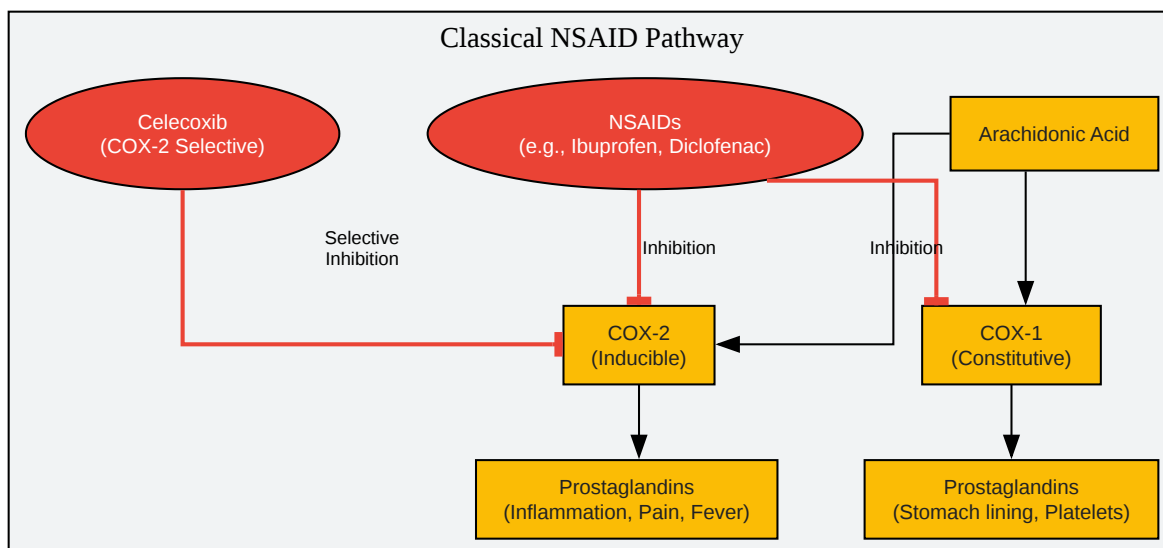 Classical NSAID Pathway
Celecoxib
(COX-2 Selective)
NSAIDs
(e.g., Ibuprofen, Diclofenac)
Arachidonic Acid
Selective
Inhibition
Inhibition
Inhibition
COX-2
(Inducible)
COX-1
(Constitutive)
Prostaglandins
(Inflammation, Pain, Fever)
Prostaglandins
(Stomach lining, Platelets)